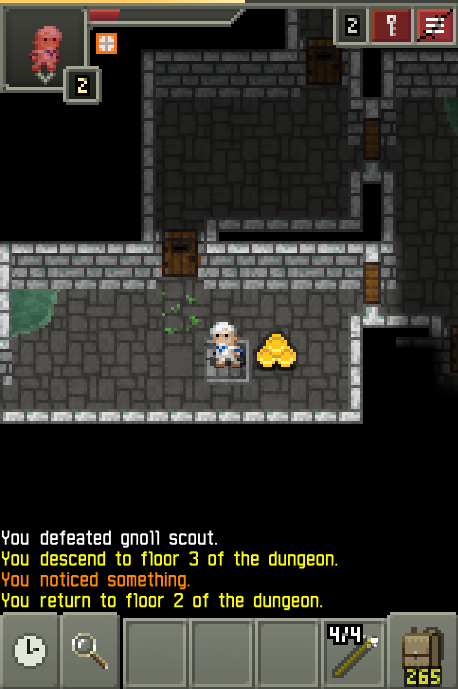 2
2
You defeated gnoll scout.
You descend to floor 3 of the dungeon.
You noticed something.
You return to floor 2 of the dungeon.
4/4
265